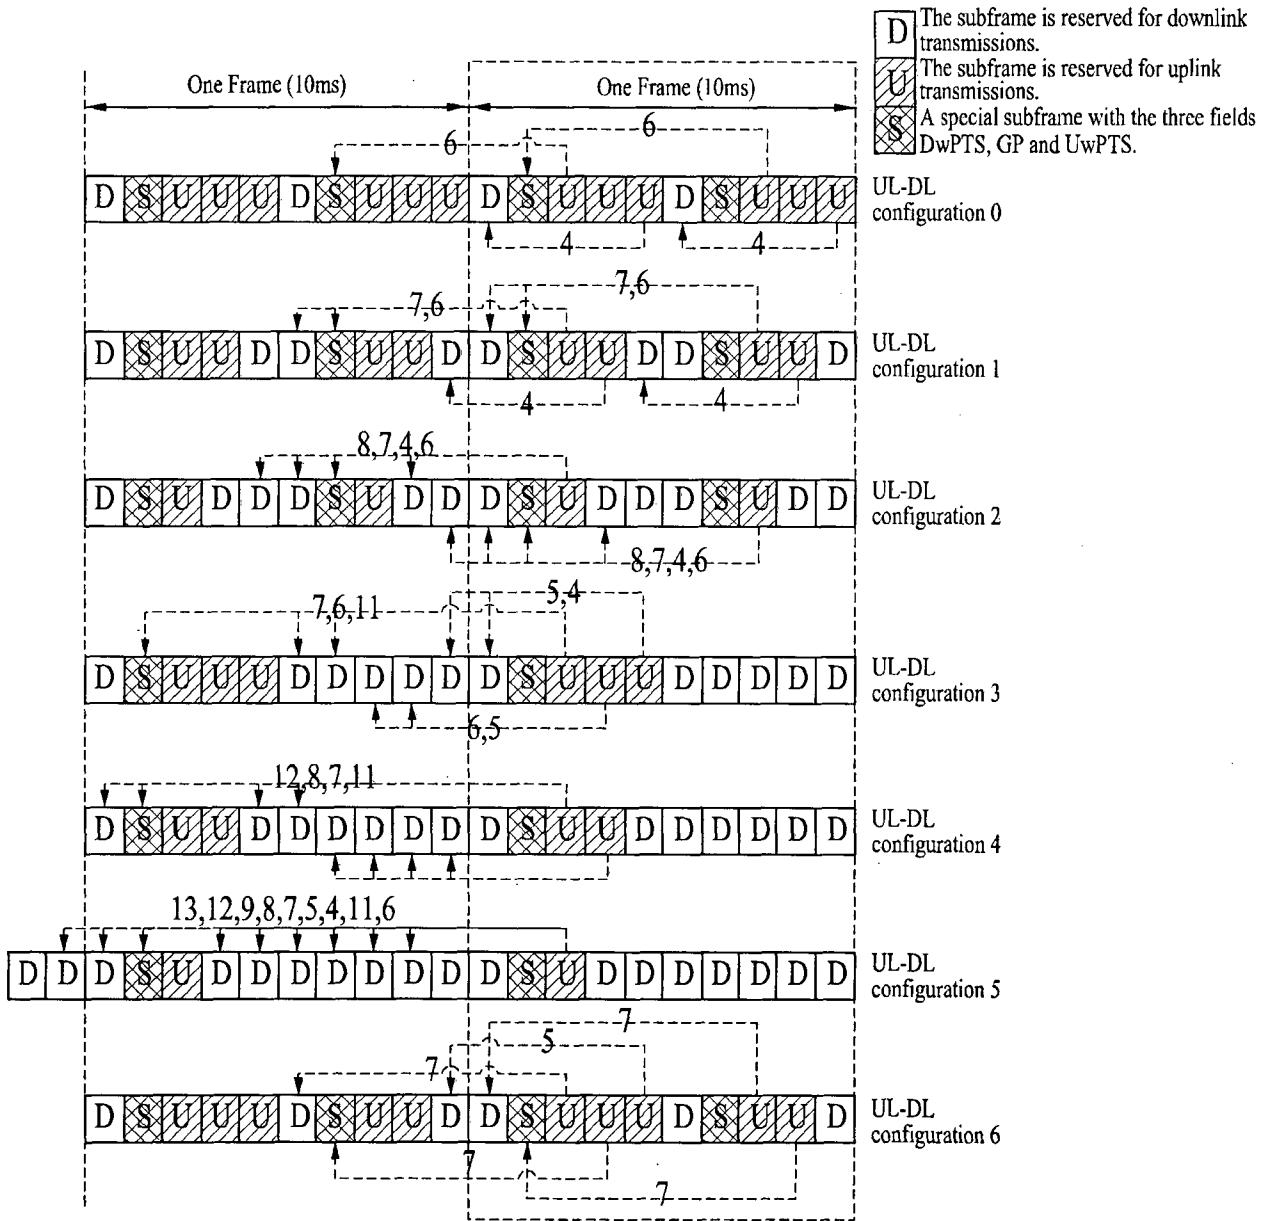 D The subframe is reserved for downlink
transmissions.
U The subframe is reserved for uplink
transmissions.
S A special subframe with the three fields
DwPTS, GP and UwPTS.
One Frame (10ms) One Frame (10ms)
6 6
D S U U U D S U U U D S U U U D S U U U UL-DL
configuration 0
4 4
7,6 7,6
D S U U D D S U U D D S U U D D S U U D UL-DL
configuration 1
4 4
8,7,4,6
D S U D D D S U D D D S U D D D S U D D UL-DL
configuration 2
8,7,4,6
7,6,11 5,4
D S U U U D D D D D D S U U U D D D D D UL-DL
configuration 3
6,5
12,8,7,11
D S U U D D D D D D D S U U D D D D D D UL-DL
configuration 4
13,12,9,8,7,5,4,11,6
D D D S U D D D D D D D D S U D D D D D D D UL-DL
configuration 5
7
5
7
D S U U U D S U U D D S U U U D S U U D UL-DL
configuration 6
7 7